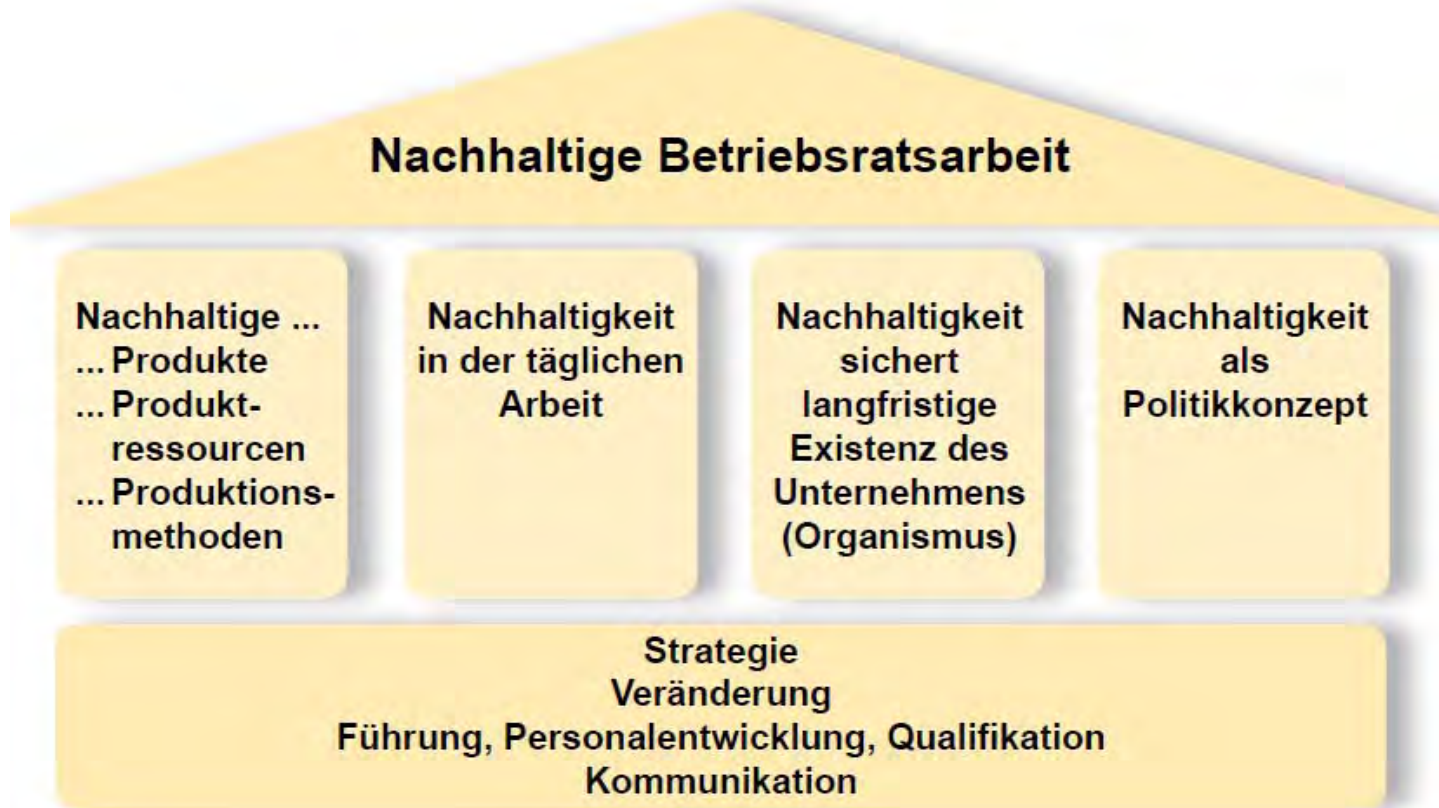 Nachhaltige Betriebsratsarbeit
Nachhaltige ...
... Produkte
... Produkt-
ressourcen
... Produktions-
methoden
Nachhaltigkeit
in der täglichen
Arbeit
Nachhaltigkeit
sichert
langfristige
Existenz des
Unternehmens
(Organismus)
Nachhaltigkeit
als
Politikkonzept
Strategie
Veränderung
Führung, Personalentwicklung, Qualifikation
Kommunikation